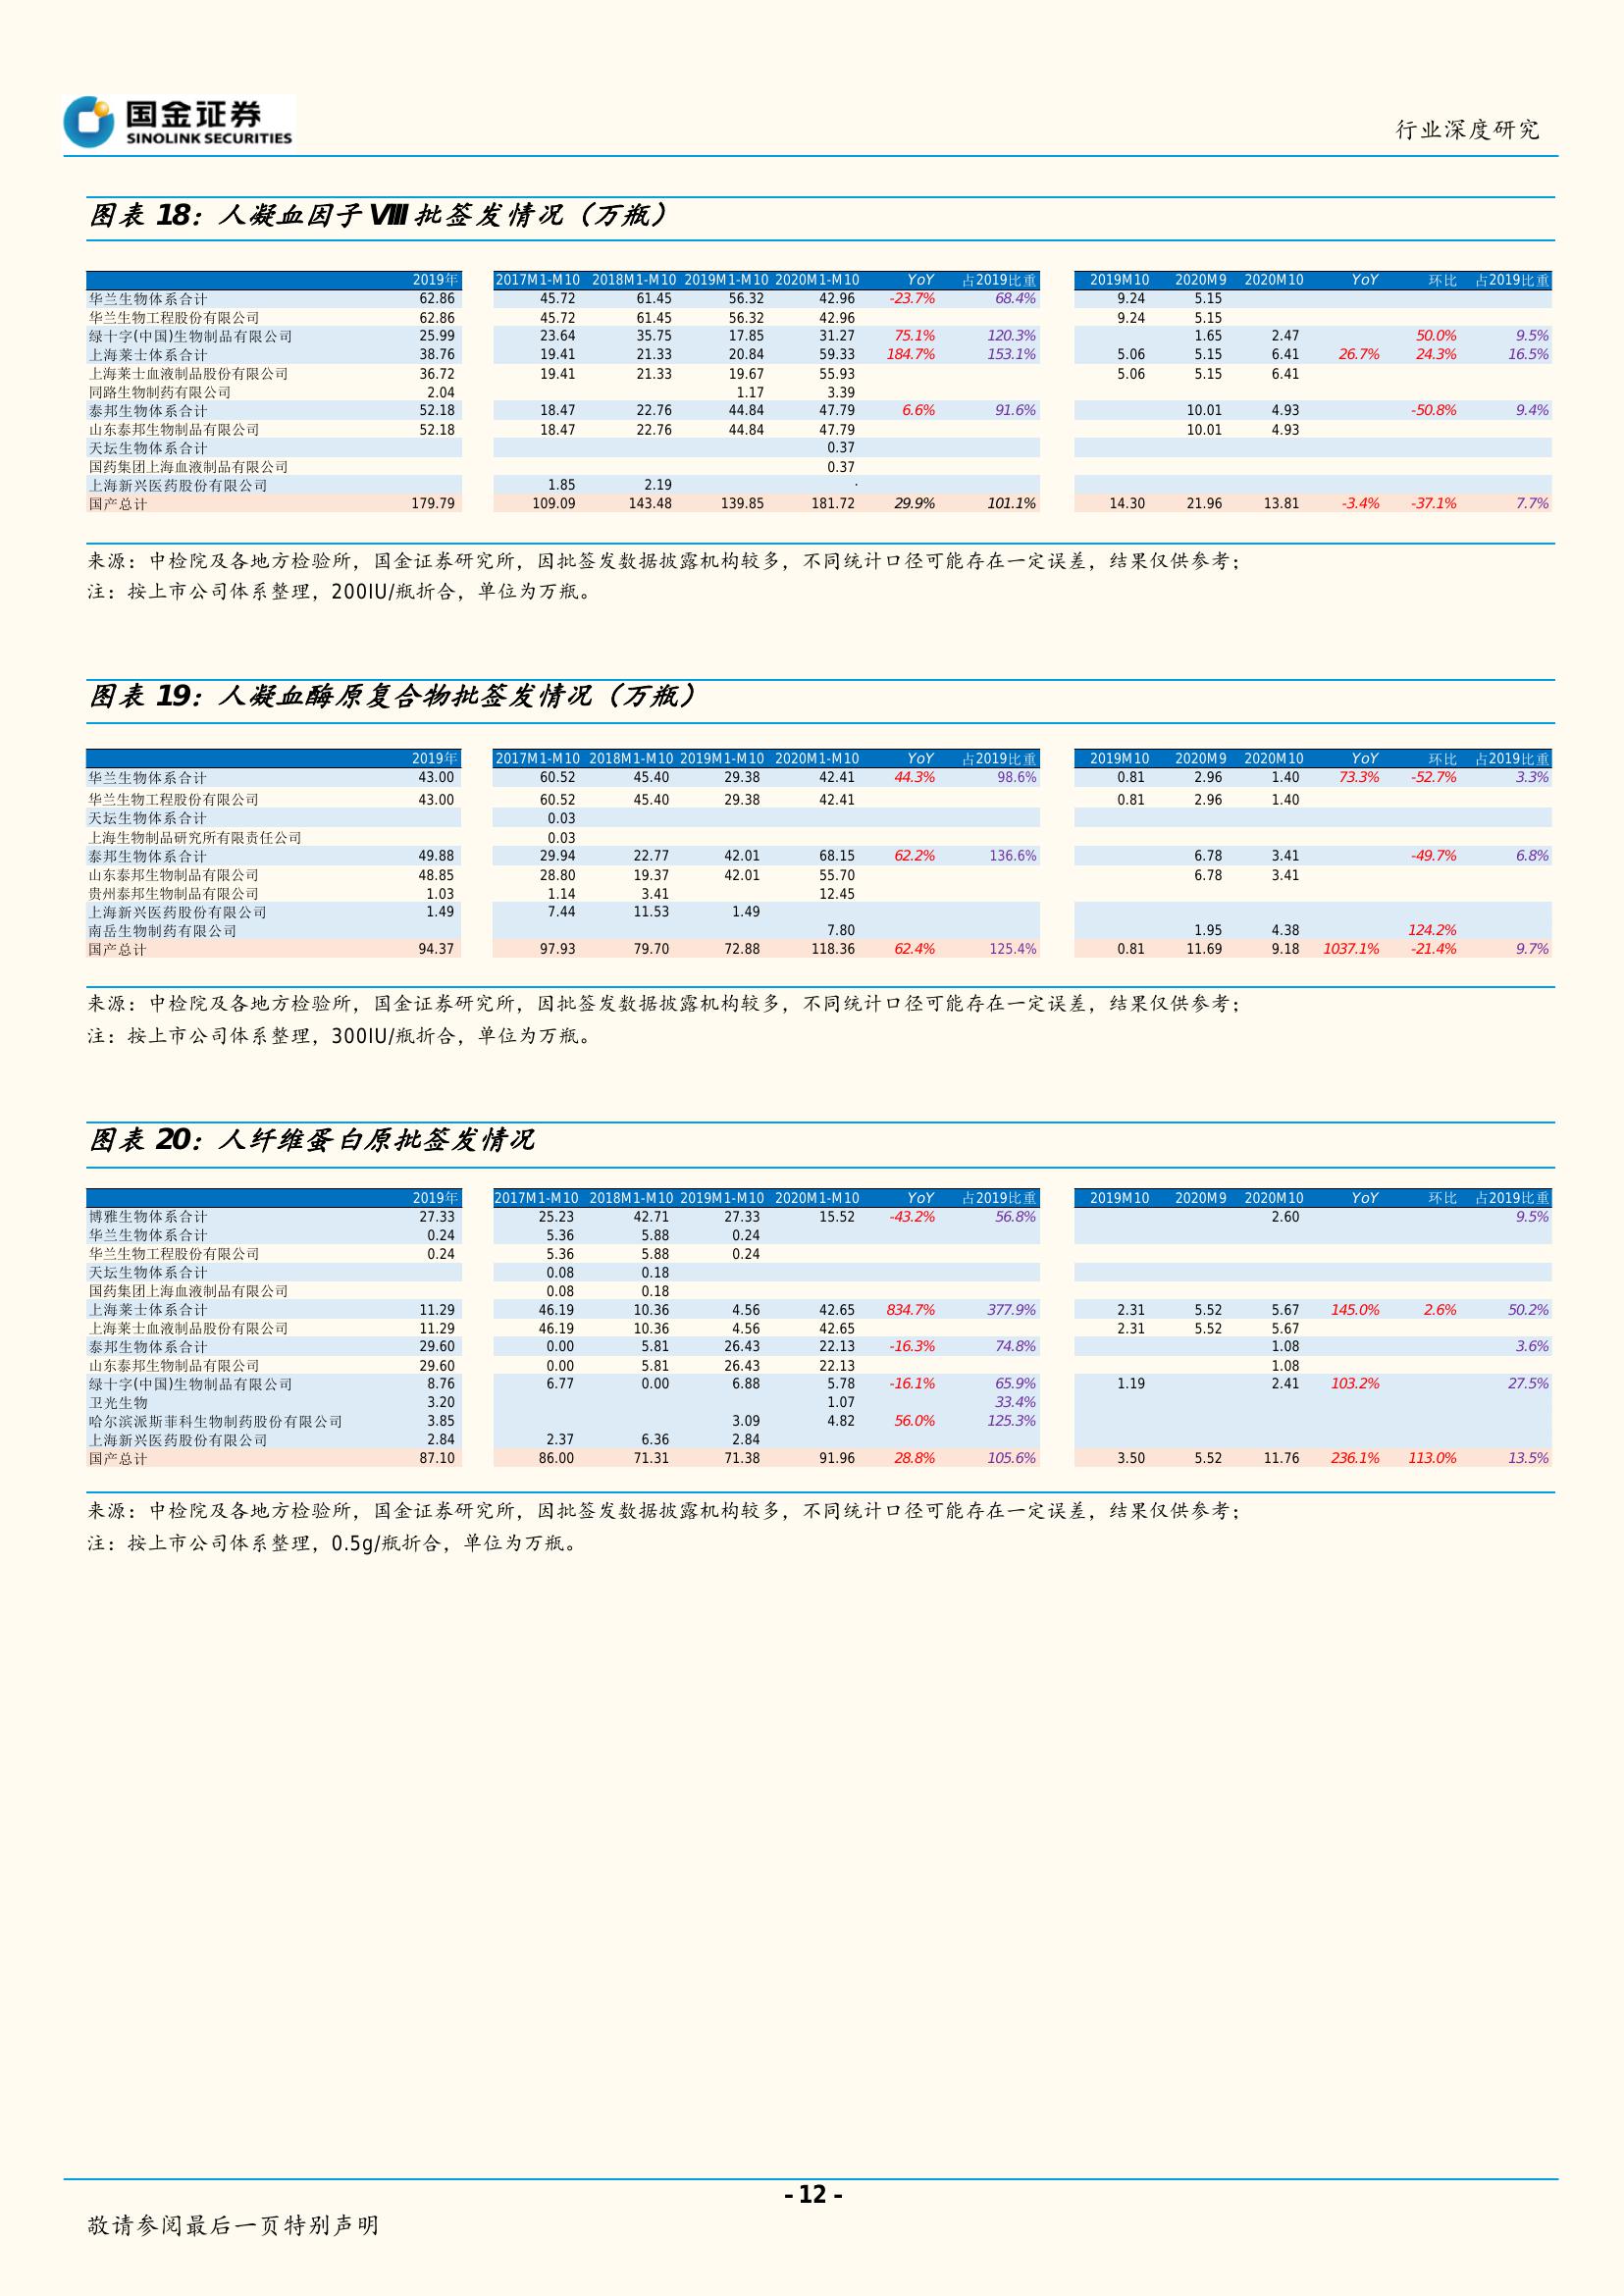 国金证券
SINOLINK SECURITIES
行业深度研究
图表 18：人凝血因子 VIII 批签发情况（万瓶）
2019年 2017M1-M10 2018M1-M10 2019M1-M10 2020M1-M10 YoY 占2019比重 2019M10 2020M9 2020M10 YoY 环比 占2019比重
华兰生物体系合计 62.86 45.72 61.45 56.32 42.96 -23.7% 68.4% 9.24 5.15
华兰生物工程股份有限公司 62.86 45.72 61.45 56.32 42.96 9.24 5.15
绿十字(中国)生物制品有限公司 25.99 23.64 35.75 17.85 31.27 75.1% 120.3% 1.65 2.47 50.0% 9.5%
上海莱士体系合计 38.76 19.41 21.33 20.84 59.33 184.7% 153.1% 5.06 5.15 6.41 26.7% 24.3% 16.5%
上海莱士血液制品股份有限公司 36.72 19.41 21.33 19.67 55.93 5.06 5.15 6.41
同路生物制药有限公司 2.04 1.17 3.39
泰邦生物体系合计 52.18 18.47 22.76 44.84 47.79 6.6% 91.6% 10.01 4.93 -50.8% 9.4%
山东泰邦生物制品有限公司 52.18 18.47 22.76 44.84 47.79 10.01 4.93
天坛生物体系合计 0.37
国药集团上海血液制品有限公司 0.37
上海新兴医药股份有限公司 1.85 2.19 ·
国产总计 179.79 109.09 143.48 139.85 181.72 29.9% 101.1% 14.30 21.96 13.81 -3.4% -37.1% 7.7%
来源：中检院及各地方检验所，国金证券研究所，因批签发数据披露机构较多，不同统计口径可能存在一定误差，结果仅供参考；
注：按上市公司体系整理，200IU/瓶折合，单位为万瓶。
图表 19：人凝血酶原复合物批签发情况（万瓶）
2019年 2017M1-M10 2018M1-M10 2019M1-M10 2020M1-M10 YoY 占2019比重 2019M10 2020M9 2020M10 YoY 环比 占2019比重
华兰生物体系合计 43.00 60.52 45.40 29.38 42.41 44.3% 98.6% 0.81 2.96 1.40 73.3% -52.7% 3.3%
华兰生物工程股份有限公司 43.00 60.52 45.40 29.38 42.41 0.81 2.96 1.40
天坛生物体系合计 0.03
上海生物制品研究所有限责任公司 0.03
泰邦生物体系合计 49.88 29.94 22.77 42.01 68.15 62.2% 136.6% 6.78 3.41 -49.7% 6.8%
山东泰邦生物制品有限公司 48.85 28.80 19.37 42.01 55.70 6.78 3.41
贵州泰邦生物制品有限公司 1.03 1.14 3.41 12.45
上海新兴医药股份有限公司 1.49 7.44 11.53 1.49
南岳生物制药有限公司 7.80 1.95 4.38 124.2%
国产总计 94.37 97.93 79.70 72.88 118.36 62.4% 125.4% 0.81 11.69 9.18 1037.1% -21.4% 9.7%
来源：中检院及各地方检验所，国金证券研究所，因批签发数据披露机构较多，不同统计口径可能存在一定误差，结果仅供参考；
注：按上市公司体系整理，300IU/瓶折合，单位为万瓶。
图表 20：人纤维蛋白原批签发情况
2019年 2017M1-M10 2018M1-M10 2019M1-M10 2020M1-M10 YoY 占2019比重 2019M10 2020M9 2020M10 YoY 环比 占2019比重
博雅生物体系合计 27.33 25.23 42.71 27.33 15.52 -43.2% 56.8% 2.60 9.5%
华兰生物体系合计 0.24 5.36 5.88 0.24
华兰生物工程股份有限公司 0.24 5.36 5.88 0.24
天坛生物体系合计 0.08 0.18
国药集团上海血液制品有限公司 0.08 0.18
上海莱士体系合计 11.29 46.19 10.36 4.56 42.65 834.7% 377.9% 2.31 5.52 5.67 145.0% 2.6% 50.2%
上海莱士血液制品股份有限公司 11.29 46.19 10.36 4.56 42.65 2.31 5.52 5.67
泰邦生物体系合计 29.60 0.00 5.81 26.43 22.13 -16.3% 74.8% 1.08 3.6%
山东泰邦生物制品有限公司 29.60 0.00 5.81 26.43 22.13 1.08
绿十字(中国)生物制品有限公司 8.76 6.77 0.00 6.88 5.78 -16.1% 65.9% 1.19 2.41 103.2% 27.5%
卫光生物 3.20 1.07 33.4%
哈尔滨派斯菲科生物制药股份有限公司 3.85 3.09 4.82 56.0% 125.3%
上海新兴医药股份有限公司 2.84 2.37 6.36 2.84
国产总计 87.10 86.00 71.31 71.38 91.96 28.8% 105.6% 3.50 5.52 11.76 236.1% 113.0% 13.5%
来源：中检院及各地方检验所，国金证券研究所，因批签发数据披露机构较多，不同统计口径可能存在一定误差，结果仅供参考；
注：按上市公司体系整理，0.5g/瓶折合，单位为万瓶。
- 12 -
敬请参阅最后一页特别声明